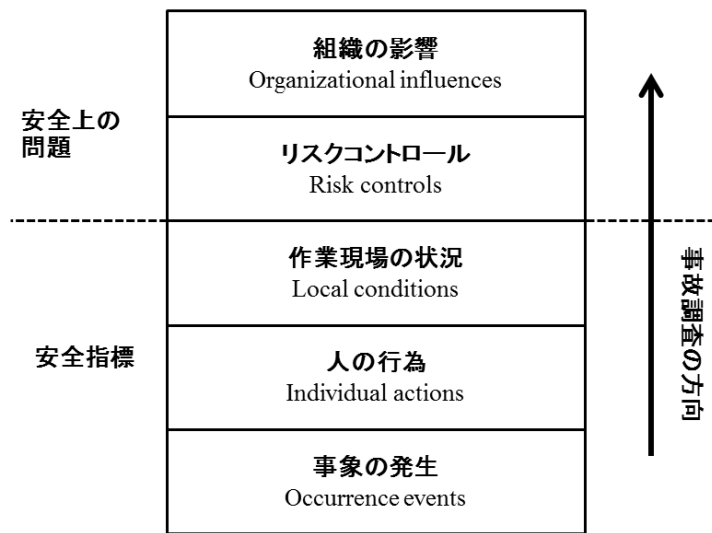 組織の影響
Organizational influences
安全上の
問題
リスクコントロール
Risk controls
作業現場の状況
Local conditions
安全指標
人の行為
Individual actions
事象の発生
Occurrence events
事故調査の方向